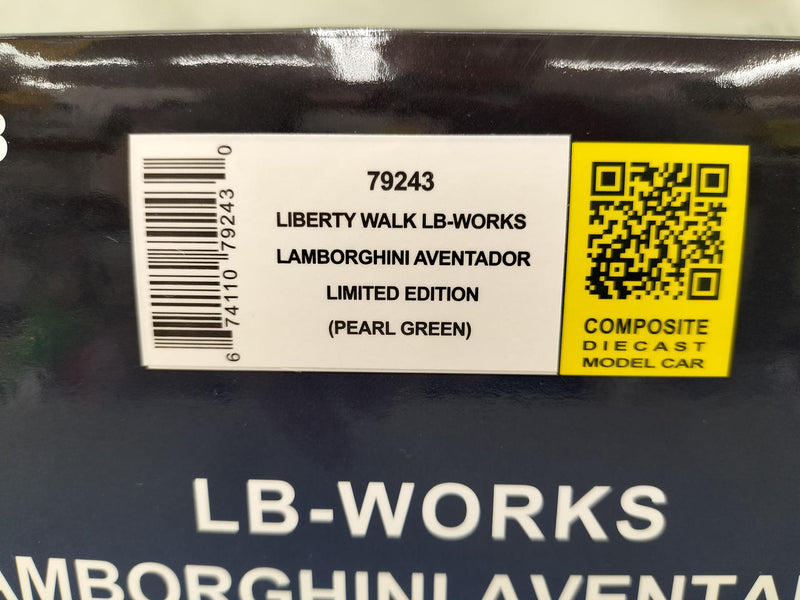 79243
LIBERTY WALK LB-WORKS
LAMBORGHINI AVENTADOR
LIMITED EDITION
(PEARL GREEN)
6 74110 79243 0
COMPOSITE
DIECAST
MODEL CAR
LB-WORKS